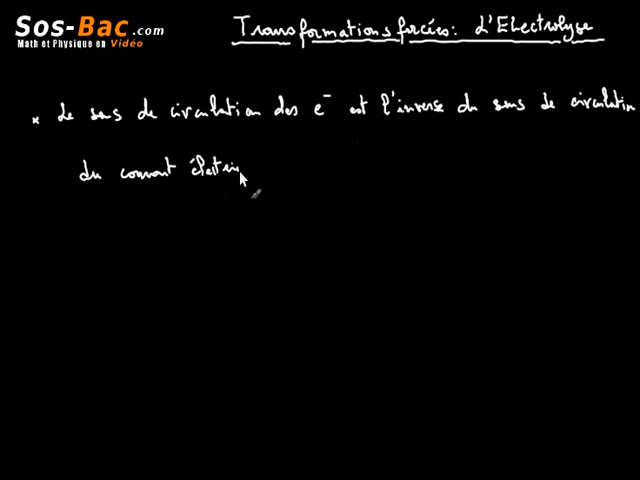 Sos-Bac.com
Math et Physique en Vidéo
Transformations forcées : L'Electrolyse
* Le sens de circulation des e⁻ est l'inverse du sens de circulation
du courant électri